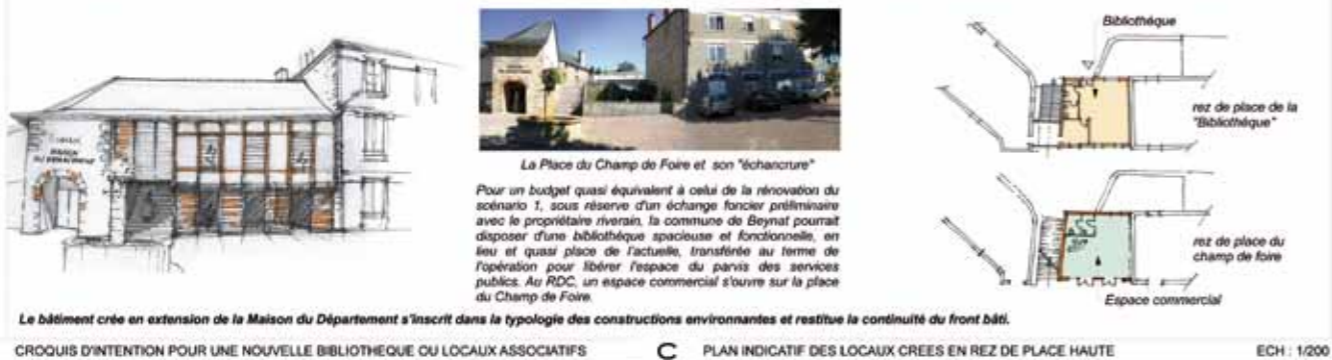 MAISON
DU DEPARTEMENT
La Place du Champ de Foire et son "échancrure"
Pour un budget quasi équivalent à celui de la rénovation du
scénario 1, sous réserve d'un échange foncier préliminaire
avec le propriétaire riverain, la commune de Beynat pourrait
disposer d'une bibliothèque spacieuse et fonctionnelle, en
lieu et quasi place de l'actuelle, transférée au terme de
l'opération pour libérer l'espace du parvis des services
publics. Au RDC, un espace commercial s'ouvre sur la place
du Champ de Foire.
Bibliothéque
rez de place de la
"Bibliothéque"
rez de place du
champ de foire
Espace commercial
Le bâtiment crée en extension de la Maison du Département s'inscrit dans la typologie des constructions environnantes et restitue la continuité du front bâti.
CROQUIS D'INTENTION POUR UNE NOUVELLE BIBLIOTHEQUE OU LOCAUX ASSOCIATIFS
C
PLAN INDICATIF DES LOCAUX CREES EN REZ DE PLACE HAUTE
ECH : 1/200